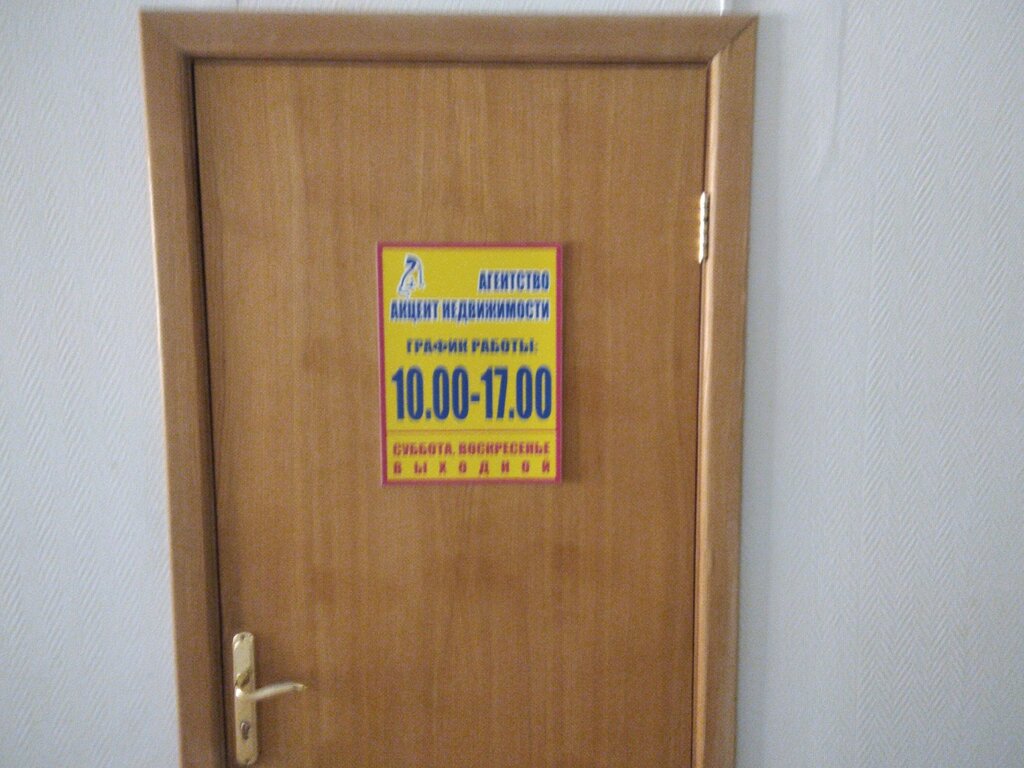 АГЕНТСТВО
АКЦЕНТ НЕДВИЖИМОСТИ
ГРАФИК РАБОТЫ:
10.00-17.00
СУББОТА, ВОСКРЕСЕНЬЕ
ВЫХОДНОЙ